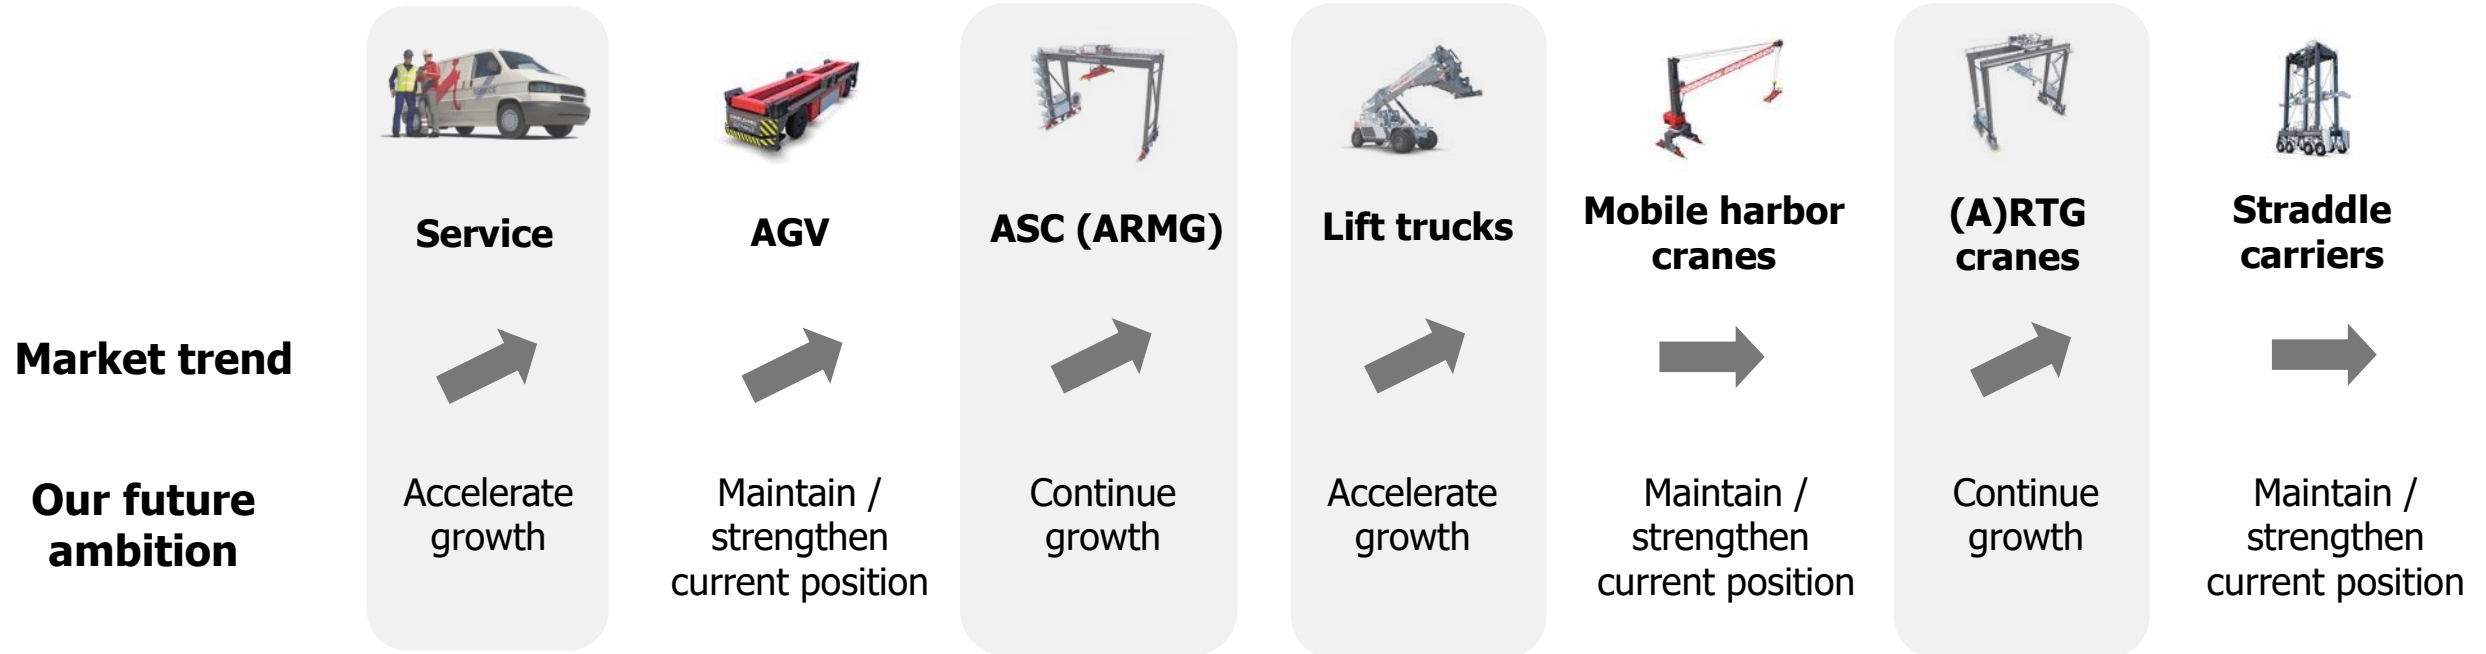 Service
AGV
ASC (ARMG)
Lift trucks
Mobile harbor
cranes
(A)RTG
cranes
Straddle
carriers
Market trend
Our future
ambition
Accelerate
growth
Maintain /
strengthen
current position
Continue
growth
Accelerate
growth
Maintain /
strengthen
current position
Continue
growth
Maintain /
strengthen
current position